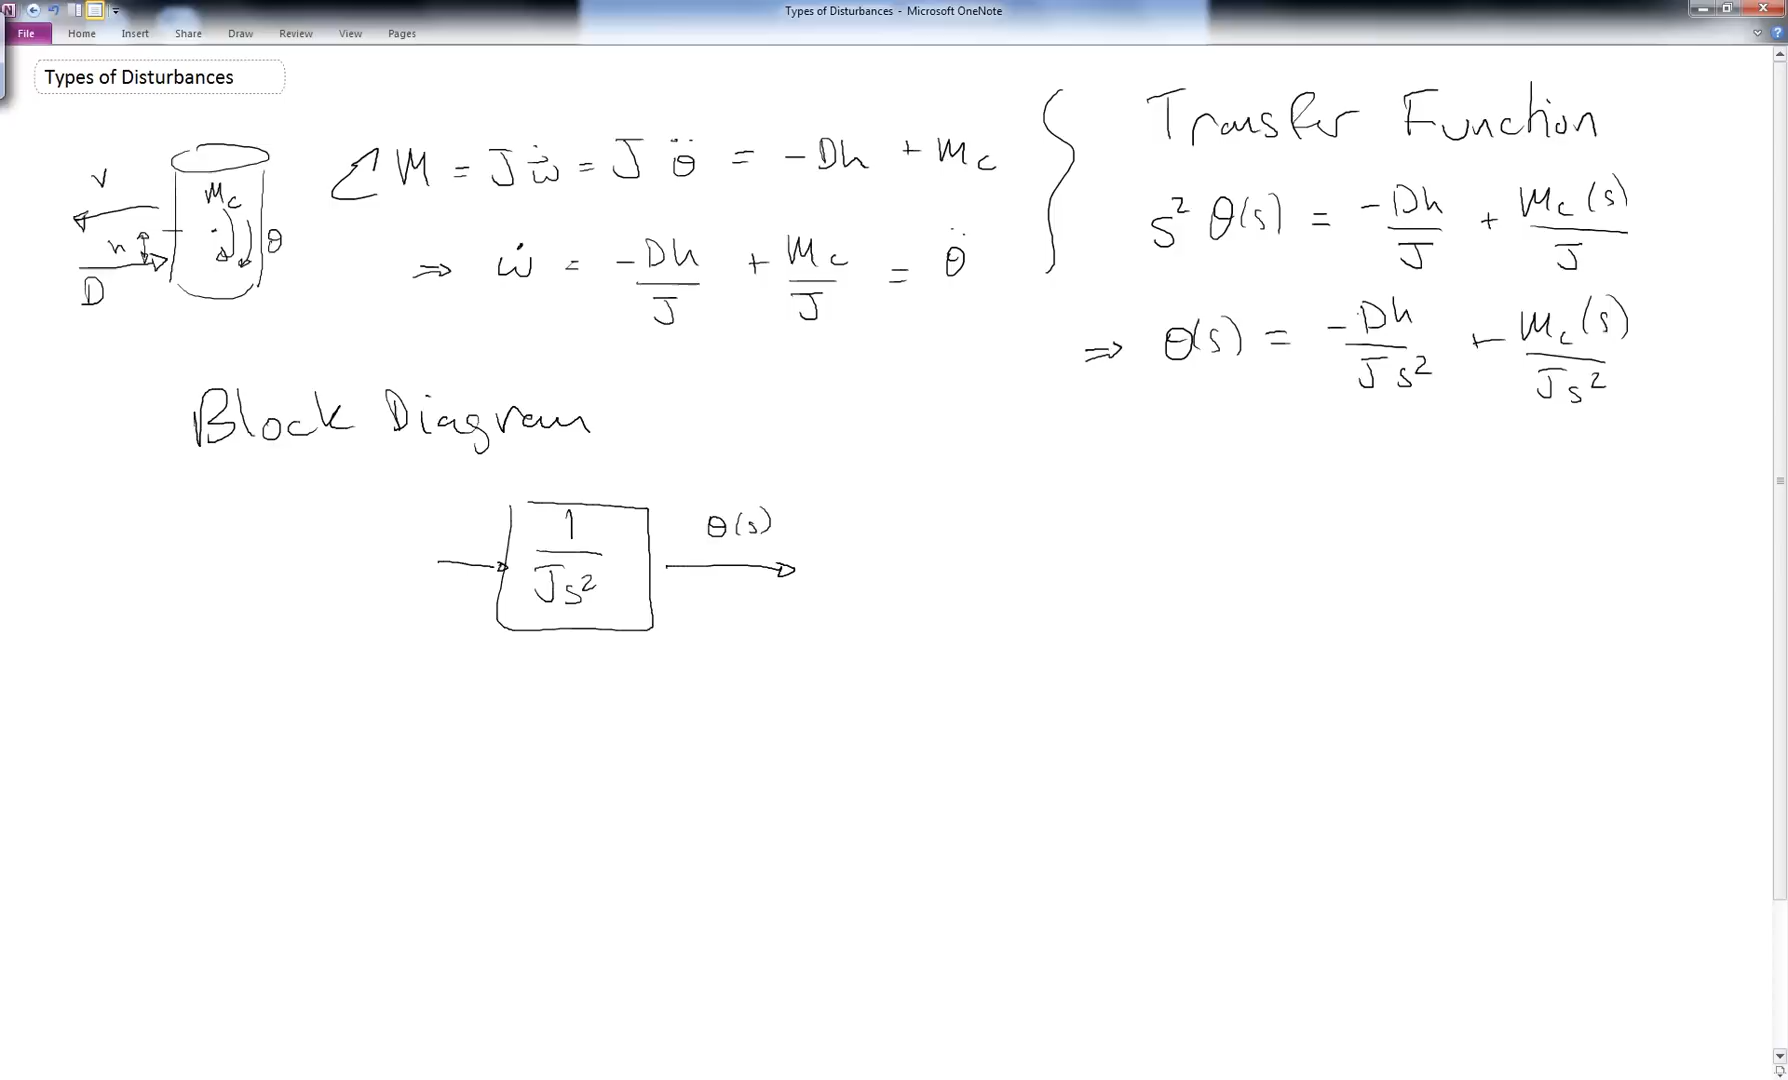 Types of Disturbances - Microsoft OneNote
File Home Insert Share Draw Review View Pages
Types of Disturbances
V
h
D
Mc
θ
ΣM = Jω̇ = Jθ̈ = -Dh + Mc
⇒ ω̇ = -Dh/J + Mc/J = θ̈
Transfer Function
s² θ(s) = -Dh/J + Mc(s)/J
⇒ θ(s) = -Dh/Js² + Mc(s)/Js²
Block Diagram
1/Js²
θ(s)